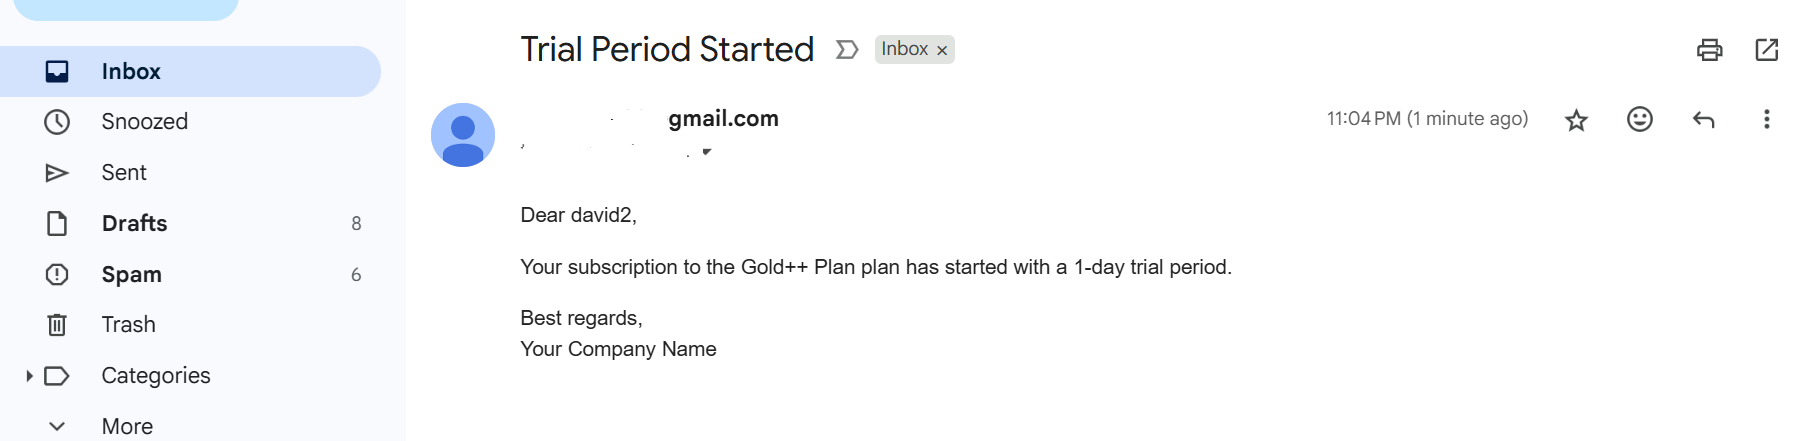 Trial Period Started
Inbox ×
Inbox
Snoozed
Sent
Drafts 8
Spam 6
Trash
Categories
More
gmail.com
11:04 PM (1 minute ago)
Dear david2,
Your subscription to the Gold++ Plan plan has started with a 1-day trial period.
Best regards,
Your Company Name